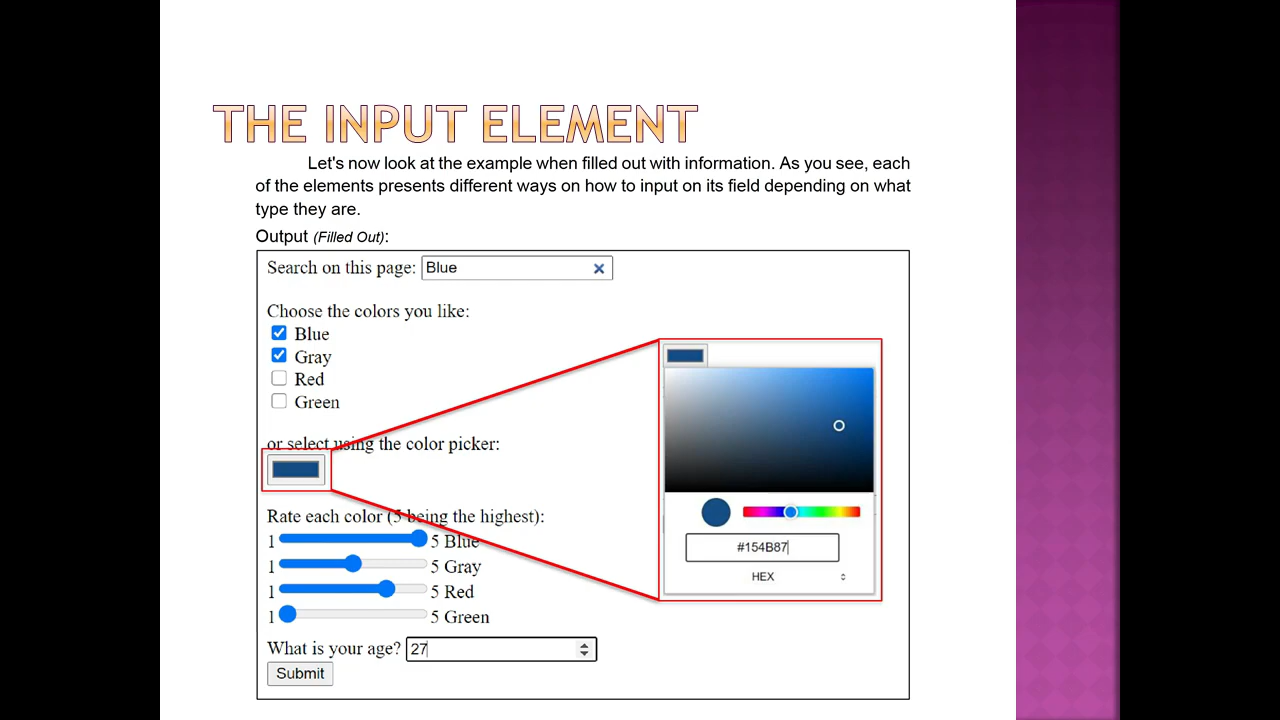 THE INPUT ELEMENT
Let's now look at the example when filled out with information. As you see, each
of the elements presents different ways on how to input on its field depending on what
type they are.
Output (Filled Out):
Search on this page: Blue
Choose the colors you like:
Blue
Gray
Red
Green
or select using the color picker:
#154B87
HEX
Rate each color (5 being the highest):
1 5 Blue
1 5 Gray
1 5 Red
1 5 Green
What is your age? 27
Submit